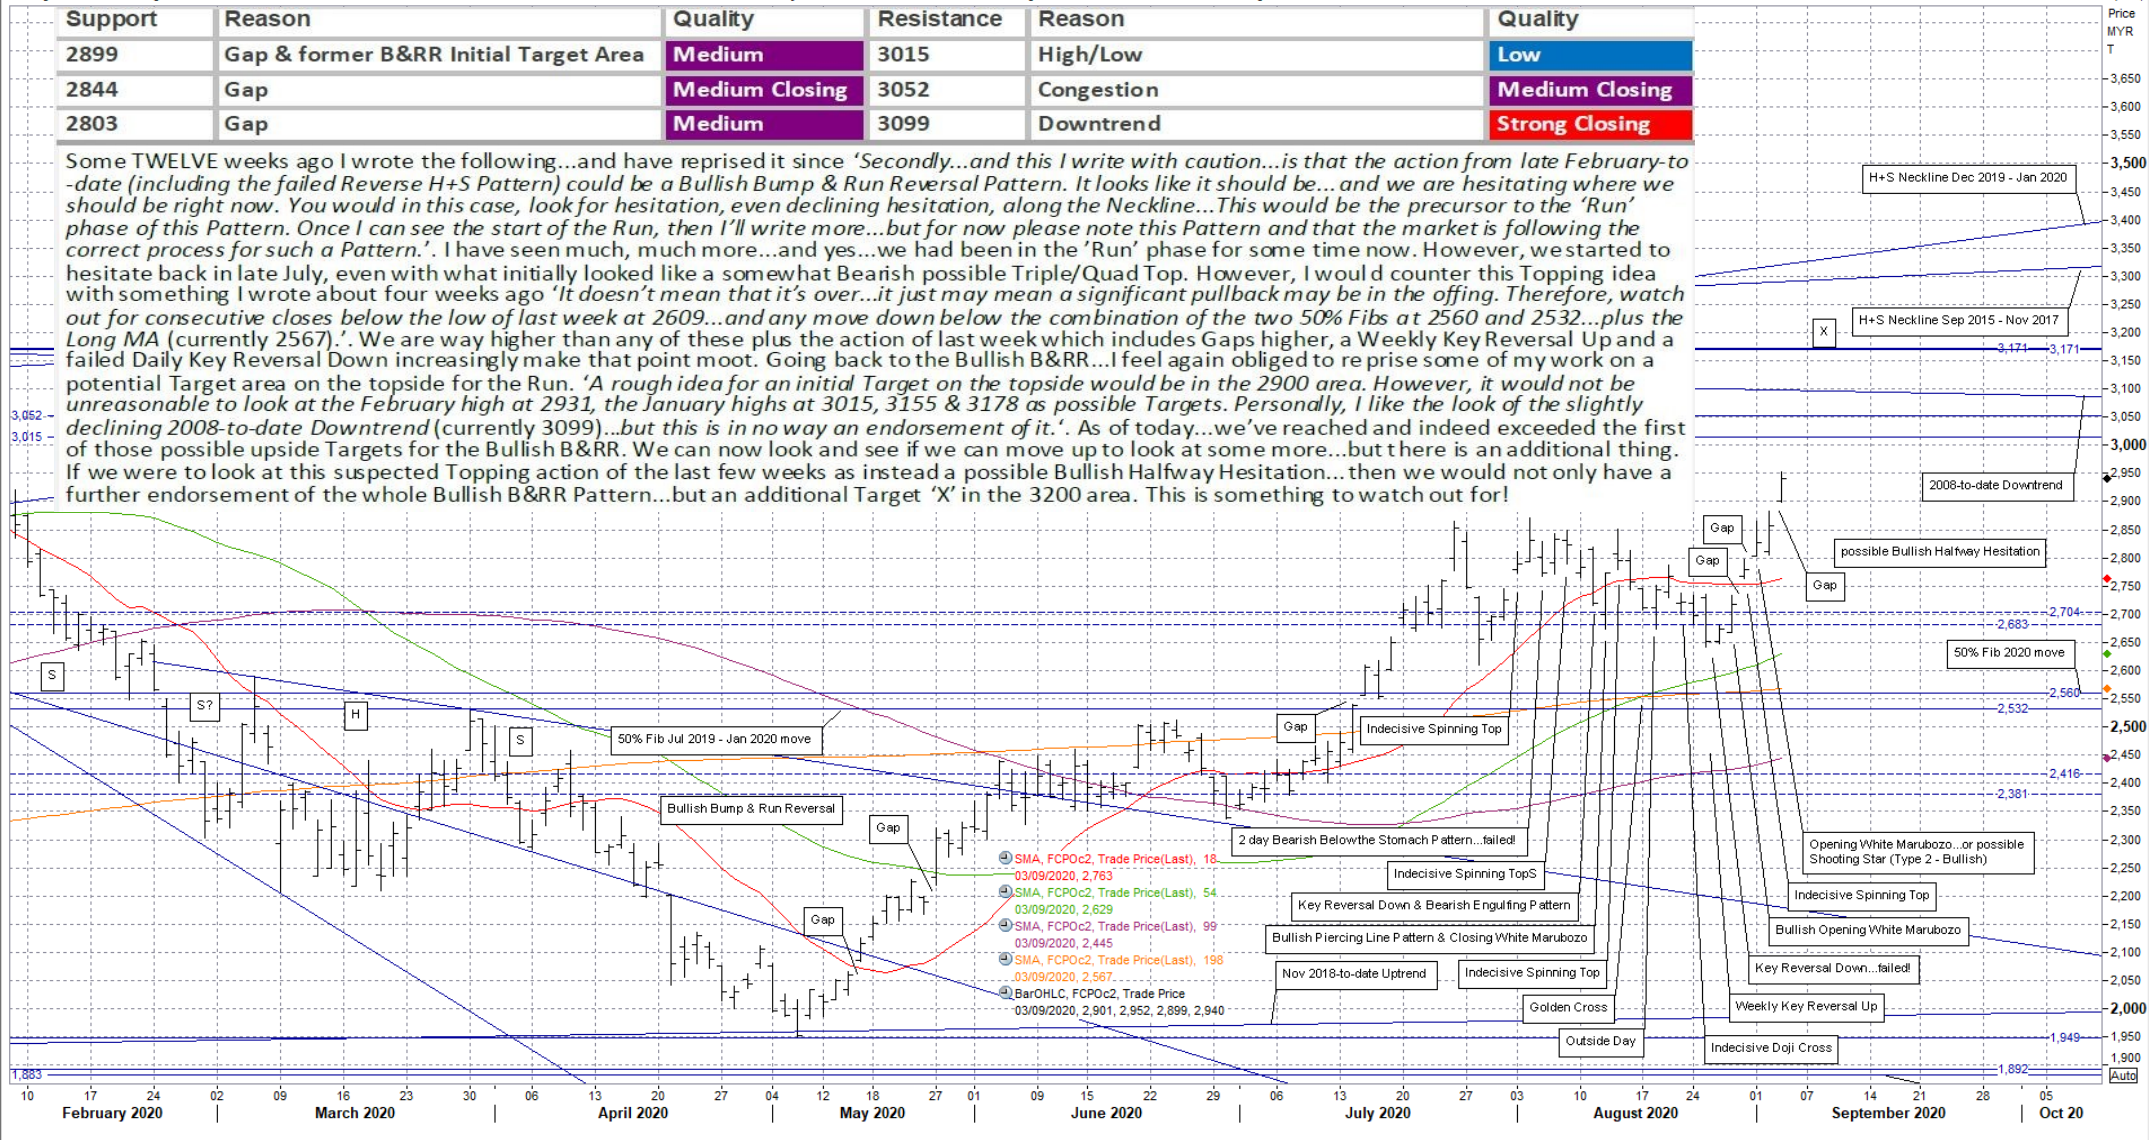 Support Reason Quality Resistance Reason Quality
2899 Gap & former B&RR Initial Target Area Medium 3015 High/Low Low
2844 Gap Medium Closing 3052 Congestion Medium Closing
2803 Gap Medium 3099 Downtrend Strong Closing
Some TWELVE weeks ago I wrote the following...and have reprised it since ‘Secondly...and this I write with caution...is that the action from late February-to
-date (including the failed Reverse H+S Pattern) could be a Bullish Bump & Run Reversal Pattern. It looks like it should be... and we are hesitating where we
should be right now. You would in this case, look for hesitation, even declining hesitation, along the Neckline...This would be the precursor to the ‘Run’
phase of this Pattern. Once I can see the start of the Run, then I’ll write more...but for now please note this Pattern and that the market is following the
correct process for such a Pattern.’. I have seen much, much more...and yes...we had been in the ’Run’ phase for some time now. However, we started to
hesitate back in late July, even with what initially looked like a somewhat Bearish possible Triple/Quad Top. However, I would counter this Topping idea
with something I wrote about four weeks ago ‘It doesn’t mean that it’s over...it just may mean a significant pullback may be in the offing. Therefore, watch
out for consecutive closes below the low of last week at 2609...and any move down below the combination of the two 50% Fibs at 2560 and 2532...plus the
Long MA (currently 2567).’. We are way higher than any of these plus the action of last week which includes Gaps higher, a Weekly Key Reversal Up and a
failed Daily Key Reversal Down increasingly make that point moot. Going back to the Bullish B&RR...I feel again obliged to reprise some of my work on a
potential Target area on the topside for the Run. ‘A rough idea for an initial Target on the topside would be in the 2900 area. However, it would not be
unreasonable to look at the February high at 2931, the January highs at 3015, 3155 & 3178 as possible Targets. Personally, I like the look of the slightly
declining 2008-to-date Downtrend (currently 3099)...but this is in no way an endorsement of it.‘. As of today...we’ve reached and indeed exceeded the first
of those possible upside Targets for the Bullish B&RR. We can now look and see if we can move up to look at some more...but there is an additional thing.
If we were to look at this suspected Topping action of the last few weeks as instead a possible Bullish Halfway Hesitation...then we would not only have a
further endorsement of the whole Bullish B&RR Pattern...but an additional Target ‘X’ in the 3200 area. This is something to watch out for!
Price
MYR
T
3,650
3,600
3,550
3,500
3,450
3,400
3,350
3,300
3,250
3,200
3,150
3,100
3,050
3,000
2,950
2,900
2,850
2,800
2,750
2,700
2,650
2,600
2,550
2,500
2,450
2,400
2,350
2,300
2,250
2,200
2,150
2,100
2,050
2,000
1,950
1,900
Auto
H+S Neckline Dec 2019 - Jan 2020
H+S Neckline Sep 2015 - Nov 2017
X
3,171 3,171
3,052
3,015
2008-to-date Downtrend
Gap
possible Bullish Halfway Hesitation
Gap
Gap
2,704
2,683
50% Fib 2020 move
2,560
2,532
S
S?
H
S
50% Fib Jul 2019 - Jan 2020 move
Gap
Indecisive Spinning Top
2,416
2,381
Bullish Bump & Run Reversal
Gap
Gap
2 day Bearish Belowthe Stomach Pattern...failed!
Indecisive Spinning TopS
Key Reversal Down & Bearish Engulfing Pattern
Bullish Piercing Line Pattern & Closing White Marubozo
Nov 2018-to-date Uptrend
Indecisive Spinning Top
Golden Cross
Outside Day
Opening White Marubozo...or possible
Shooting Star (Type 2 - Bullish)
Indecisive Spinning Top
Bullish Opening White Marubozo
Key Reversal Down...failed!
Weekly Key Reversal Up
Indecisive Doji Cross
SMA, FCPOc2, Trade Price(Last), 18
03/09/2020, 2,763
SMA, FCPOc2, Trade Price(Last), 54
03/09/2020, 2,629
SMA, FCPOc2, Trade Price(Last), 99
03/09/2020, 2,445
SMA, FCPOc2, Trade Price(Last), 198
03/09/2020, 2,567
BarOHLC, FCPOc2, Trade Price
03/09/2020, 2,901, 2,952, 2,899, 2,940
1,949
1,883
1,892
10 17 24 02 09 16 23 30 06 13 20 27 04 12 18 27 01 08 15 22 29 06 13 20 27 03 10 17 24 01 07 14 21 28 05
February 2020 March 2020 April 2020 May 2020 June 2020 July 2020 August 2020 September 2020 Oct 20